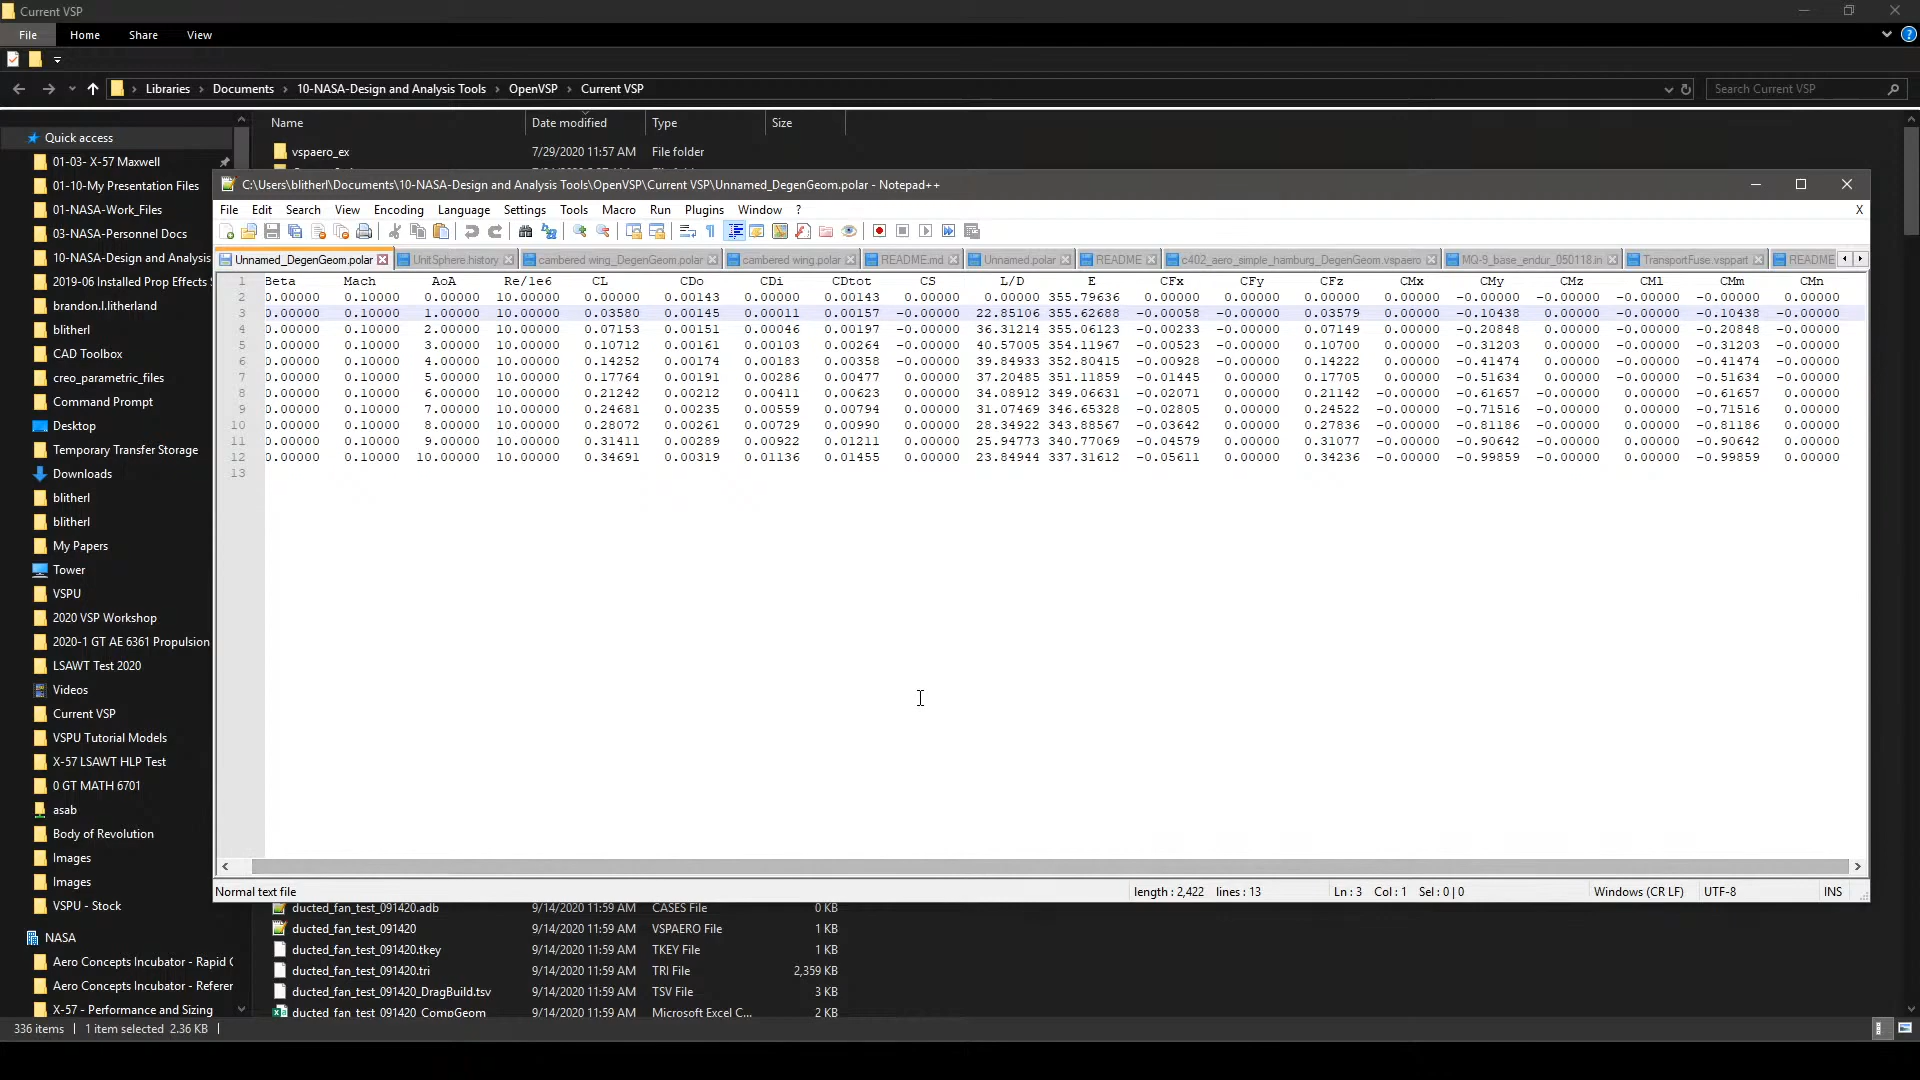 Current VSP
File Home Share View
Libraries > Documents > 10-NASA-Design and Analysis Tools > OpenVSP > Current VSP
Search Current VSP
Name Date modified Type Size
vspaero_ex 7/29/2020 11:57 AM File folder
Quick access
01-03- X-57 Maxwell
01-10-My Presentation Files
01-NASA-Work_Files
03-NASA-Personnel Docs
10-NASA-Design and Analysis
2019-06 Installed Prop Effects
brandon.l.litherland
blitherl
CAD Toolbox
creo_parametric_files
Command Prompt
Desktop
Temporary Transfer Storage
Downloads
blitherl
blitherl
My Papers
Tower
VSPU
2020 VSP Workshop
2020-1 GT AE 6361 Propulsion
LSAWT Test 2020
Videos
Current VSP
VSPU Tutorial Models
X-57 LSAWT HLP Test
0 GT MATH 6701
asab
Body of Revolution
Images
Images
VSPU - Stock
NASA
Aero Concepts Incubator - Rapid
Aero Concepts Incubator - Referer
X-57 - Performance and Sizing
C:\Users\blitherl\Documents\10-NASA-Design and Analysis Tools\OpenVSP\Current VSP\Unnamed_DegenGeom.polar - Notepad++
File Edit Search View Encoding Language Settings Tools Macro Run Plugins Window ? X
Unnamed_DegenGeom.polar UnitSphere.history cambered wing_DegenGeom.polar cambered wing.polar README.md Unnamed.polar README c402_aero_simple_hamburg_DegenGeom.vspaero MQ-9_base_endur_050118.in TransportFuse.vsppart README
1 Beta Mach AoA Re/1e6 CL CDo CDi CDtot CS L/D E CFx CFy CFz CMx CMy CMz CMl CMm CMn
2 0.00000 0.10000 0.00000 10.00000 0.00000 0.00143 0.00000 0.00143 0.00000 0.00000 355.79636 0.00000 0.00000 0.00000 0.00000 -0.00000 -0.00000 -0.00000 -0.00000 0.00000
3 0.00000 0.10000 1.00000 10.00000 0.03580 0.00145 0.00011 0.00157 -0.00000 22.85106 355.62688 -0.00058 -0.00000 0.03579 0.00000 -0.10438 0.00000 -0.00000 -0.10438 -0.00000
4 0.00000 0.10000 2.00000 10.00000 0.07153 0.00151 0.00046 0.00197 -0.00000 36.31214 355.06123 -0.00233 -0.00000 0.07149 0.00000 -0.20848 0.00000 -0.00000 -0.20848 -0.00000
5 0.00000 0.10000 3.00000 10.00000 0.10712 0.00161 0.00103 0.00264 -0.00000 40.57005 354.11967 -0.00523 -0.00000 0.10700 0.00000 -0.31203 0.00000 -0.00000 -0.31203 -0.00000
6 0.00000 0.10000 4.00000 10.00000 0.14252 0.00174 0.00183 0.00358 -0.00000 39.84933 352.80415 -0.00928 -0.00000 0.14222 0.00000 -0.41474 0.00000 -0.00000 -0.41474 -0.00000
7 0.00000 0.10000 5.00000 10.00000 0.17764 0.00191 0.00286 0.00477 0.00000 37.20485 351.11859 -0.01445 0.00000 0.17705 0.00000 -0.51634 0.00000 -0.00000 -0.51634 -0.00000
8 0.00000 0.10000 6.00000 10.00000 0.21242 0.00212 0.00411 0.00623 0.00000 34.08912 349.06631 -0.02071 0.00000 0.21142 -0.00000 -0.61657 -0.00000 0.00000 -0.61657 0.00000
9 0.00000 0.10000 7.00000 10.00000 0.24681 0.00235 0.00559 0.00794 0.00000 31.07469 346.65328 -0.02805 0.00000 0.24522 -0.00000 -0.71516 -0.00000 0.00000 -0.71516 0.00000
10 0.00000 0.10000 8.00000 10.00000 0.28072 0.00261 0.00729 0.00990 0.00000 28.34922 343.88567 -0.03642 0.00000 0.27836 -0.00000 -0.81186 -0.00000 0.00000 -0.81186 0.00000
11 0.00000 0.10000 9.00000 10.00000 0.31411 0.00289 0.00922 0.01211 0.00000 25.94773 340.77069 -0.04579 0.00000 0.31077 -0.00000 -0.90642 -0.00000 0.00000 -0.90642 0.00000
12 0.00000 0.10000 10.00000 10.00000 0.34691 0.00319 0.01136 0.01455 0.00000 23.84944 337.31612 -0.05611 0.00000 0.34236 -0.00000 -0.99859 -0.00000 0.00000 -0.99859 0.00000
13
Normal text file length : 2,422 lines : 13 Ln : 3 Col : 1 Sel : 0 | 0 Windows (CR LF) UTF-8 INS
ducted_fan_test_091420.adb 9/14/2020 11:59 AM CASES File 0 KB
ducted_fan_test_091420 9/14/2020 11:59 AM VSPAERO File 1 KB
ducted_fan_test_091420.tkey 9/14/2020 11:59 AM TKEY File 1 KB
ducted_fan_test_091420.tri 9/14/2020 11:59 AM TRI File 2,359 KB
ducted_fan_test_091420_DragBuild.tsv 9/14/2020 11:59 AM TSV File 3 KB
ducted_fan_test_091420_CompGeom 9/14/2020 11:59 AM Microsoft Excel C... 2 KB
336 items 1 item selected 2.36 KB